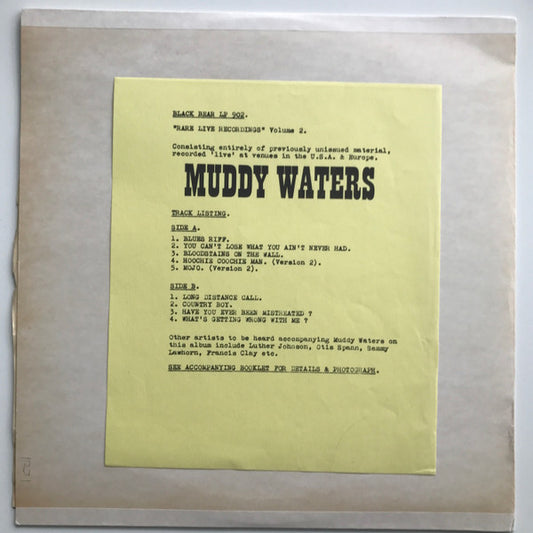 BLACK BEAR LP 902.
"RARE LIVE RECORDINGS" Volume 2.
Consisting entirely of previously unissued material,
recorded 'live' at venues in the U.S.A. & Europe.
MUDDY WATERS
TRACK LISTING.
SIDE A.
1. BLUES RIFF.
2. YOU CAN'T LOSE WHAT YOU AIN'T NEVER HAD.
3. BLOODSTAINS ON THE WALL.
4. HOOCHIE COOCHIE MAN. (Version 2).
5. MOJO. (Version 2).
SIDE B.
1. LONG DISTANCE CALL.
2. COUNTRY BOY.
3. HAVE YOU EVER BEEN MISTREATED ?
4. WHAT'S GETTING WRONG WITH ME ?
Other artists to be heard accompanying Muddy Waters on
this album include Luther Johnson, Otis Spann, Sammy
Lawhorn, Francis Clay etc.
SEE ACCOMPANYING BOOKLET FOR DETAILS & PHOTOGRAPH.